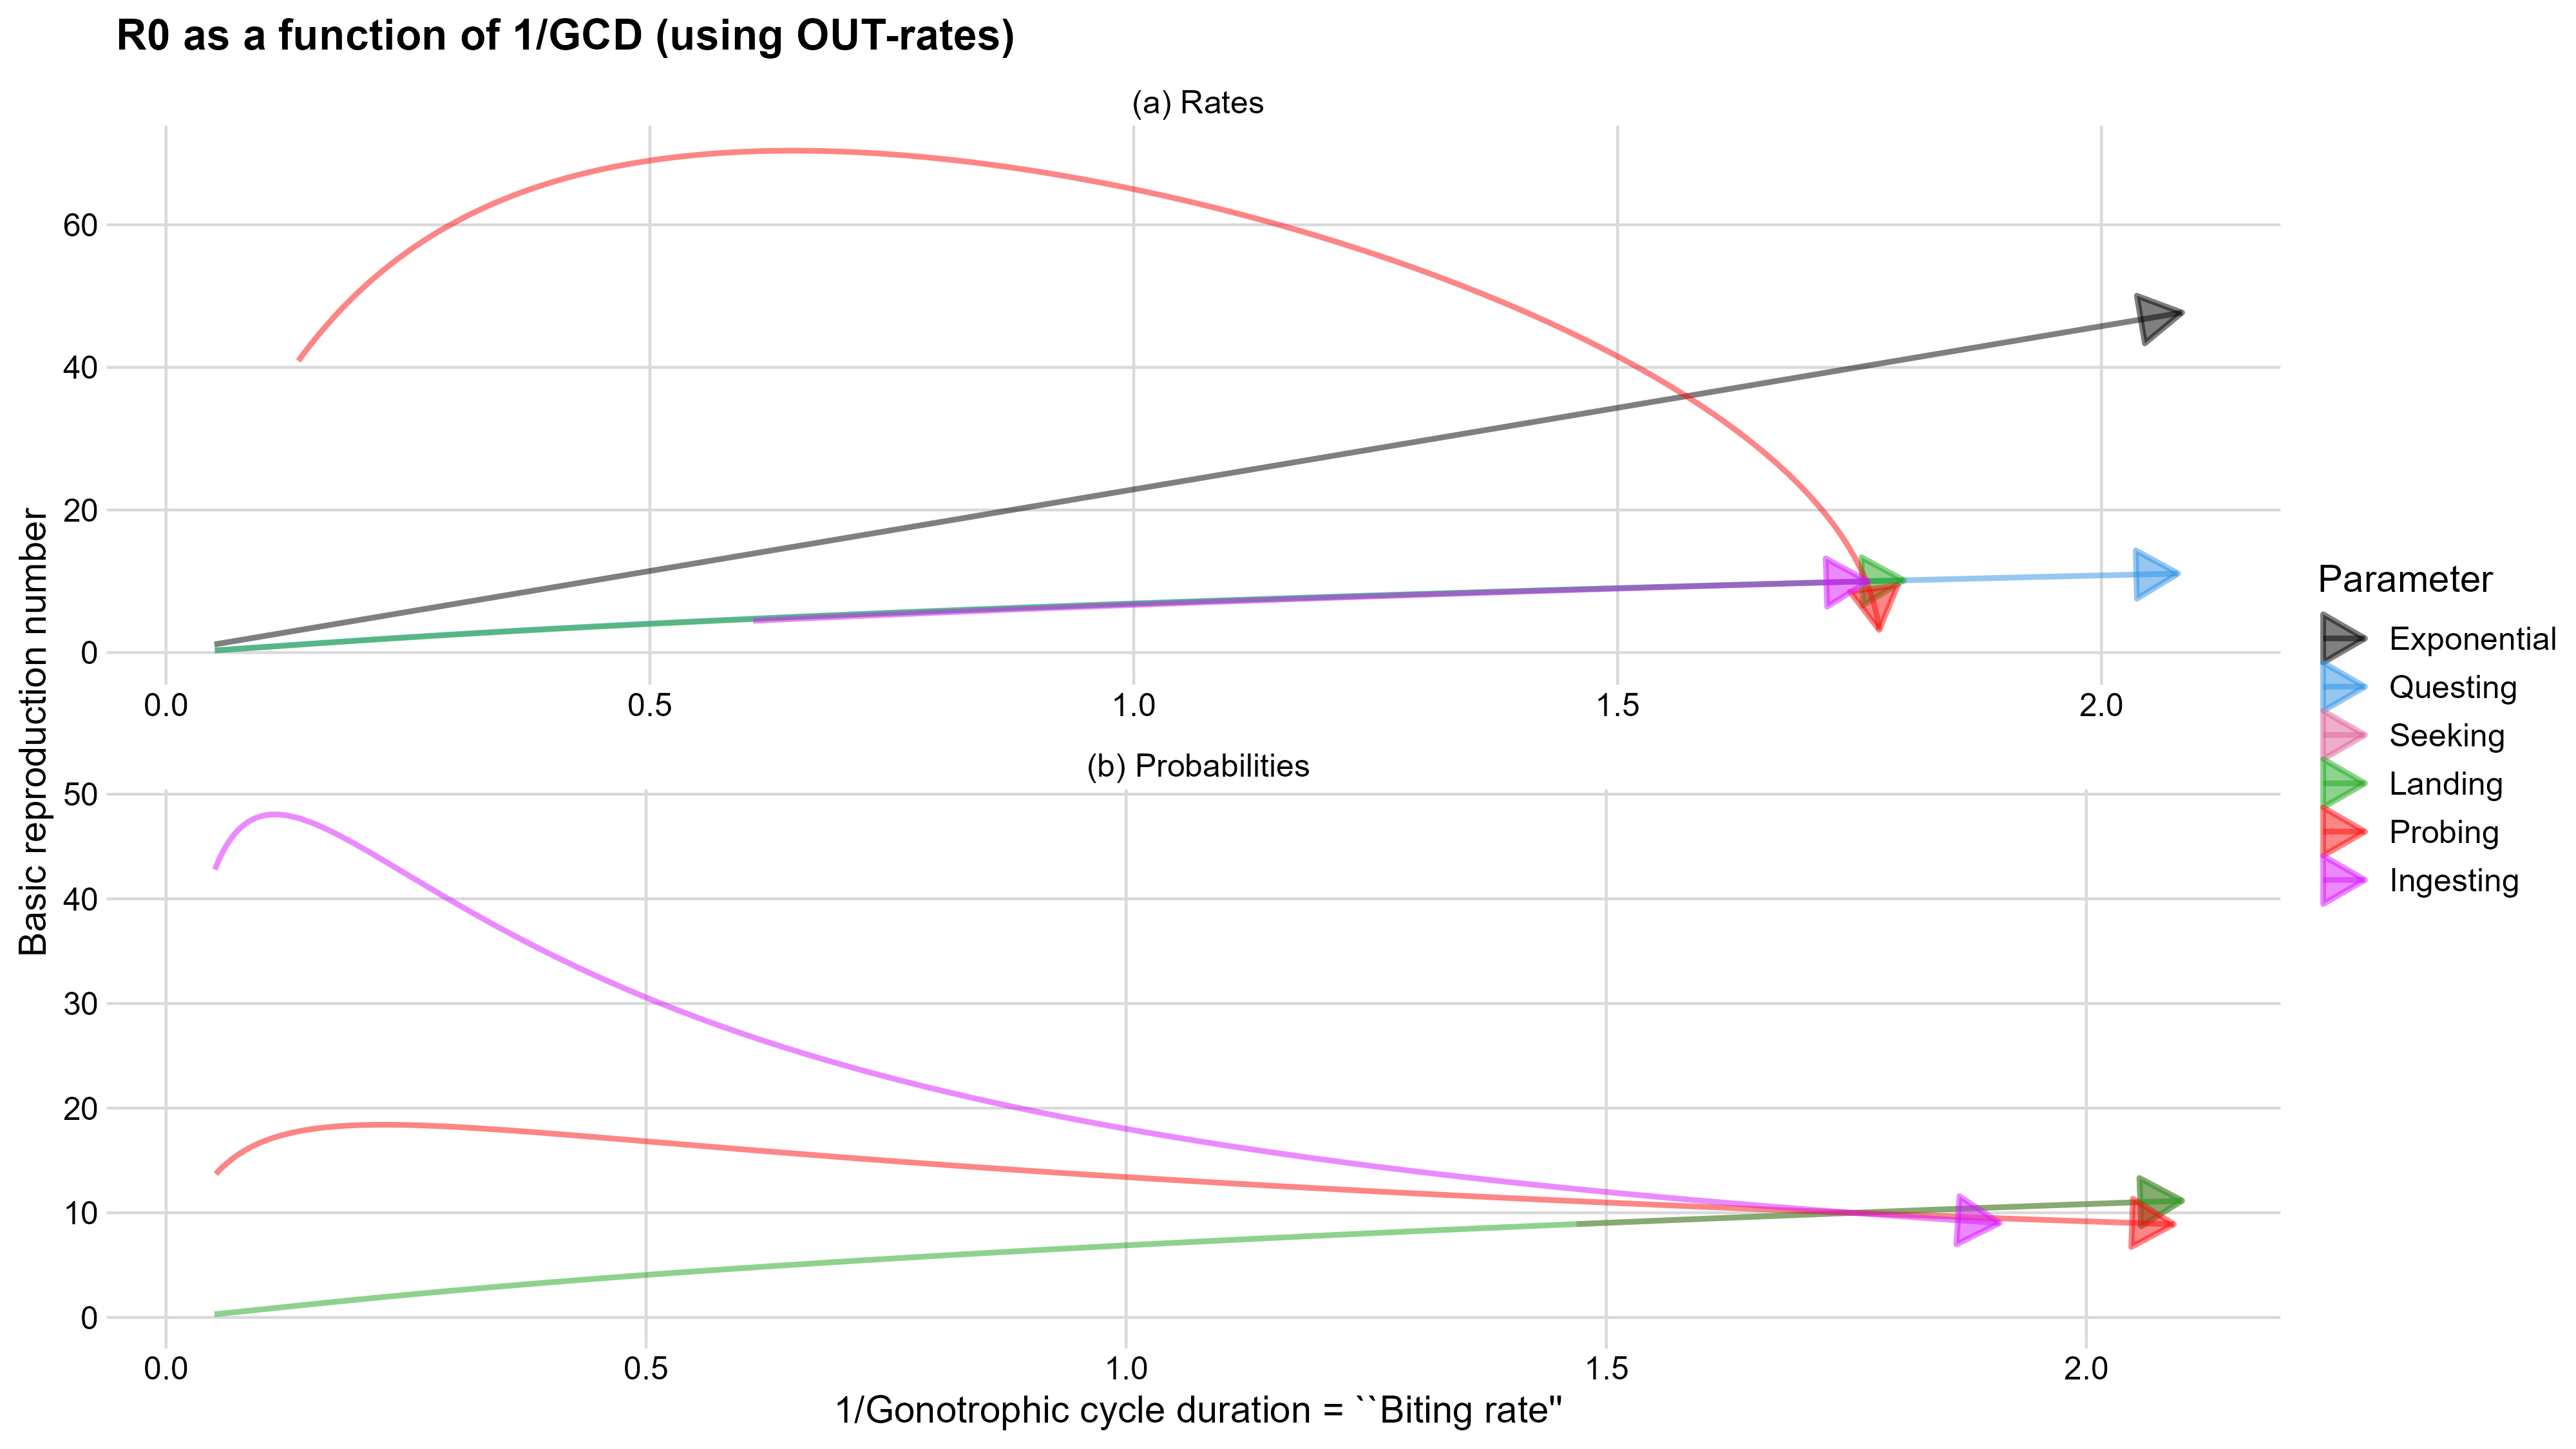 R0 as a function of 1/GCD (using OUT-rates)
(a) Rates
60
40
20
0
0.0 0.5 1.0 1.5 2.0
(b) Probabilities
50
40
30
20
10
0
0.0 0.5 1.0 1.5 2.0
1/Gonotrophic cycle duration = ``Biting rate"
Basic reproduction number
Parameter
Exponential
Questing
Seeking
Landing
Probing
Ingesting